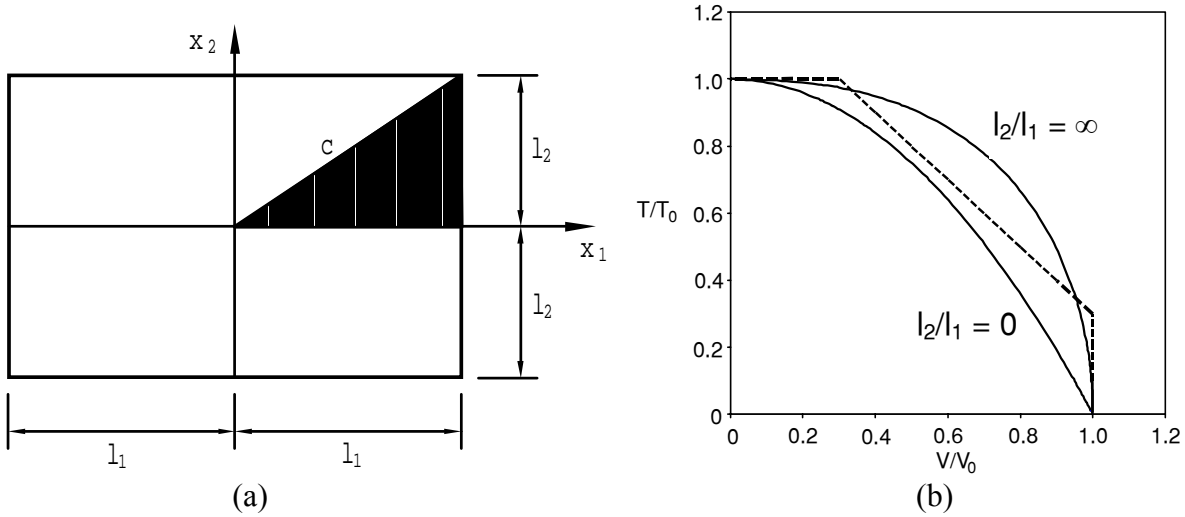 x₂
c
l₂
x₁
l₂
l₁
l₁
(a)
1.2
1.0
0.8
T/T₀
0.6
0.4
0.2
0
l₂/l₁ = ∞
l₂/l₁ = 0
0
0.2
0.4
0.6
0.8
1.0
1.2
V/V₀
(b)